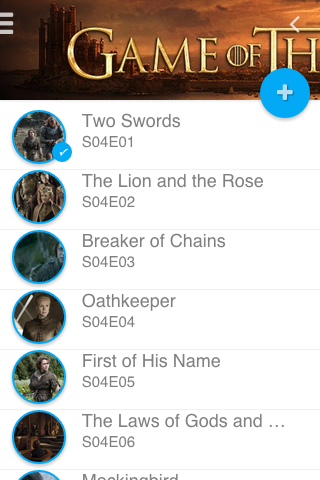 GAME OF TH
Two Swords
S04E01
The Lion and the Rose
S04E02
Breaker of Chains
S04E03
Oathkeeper
S04E04
First of His Name
S04E05
The Laws of Gods and …
S04E06
Mockingbird